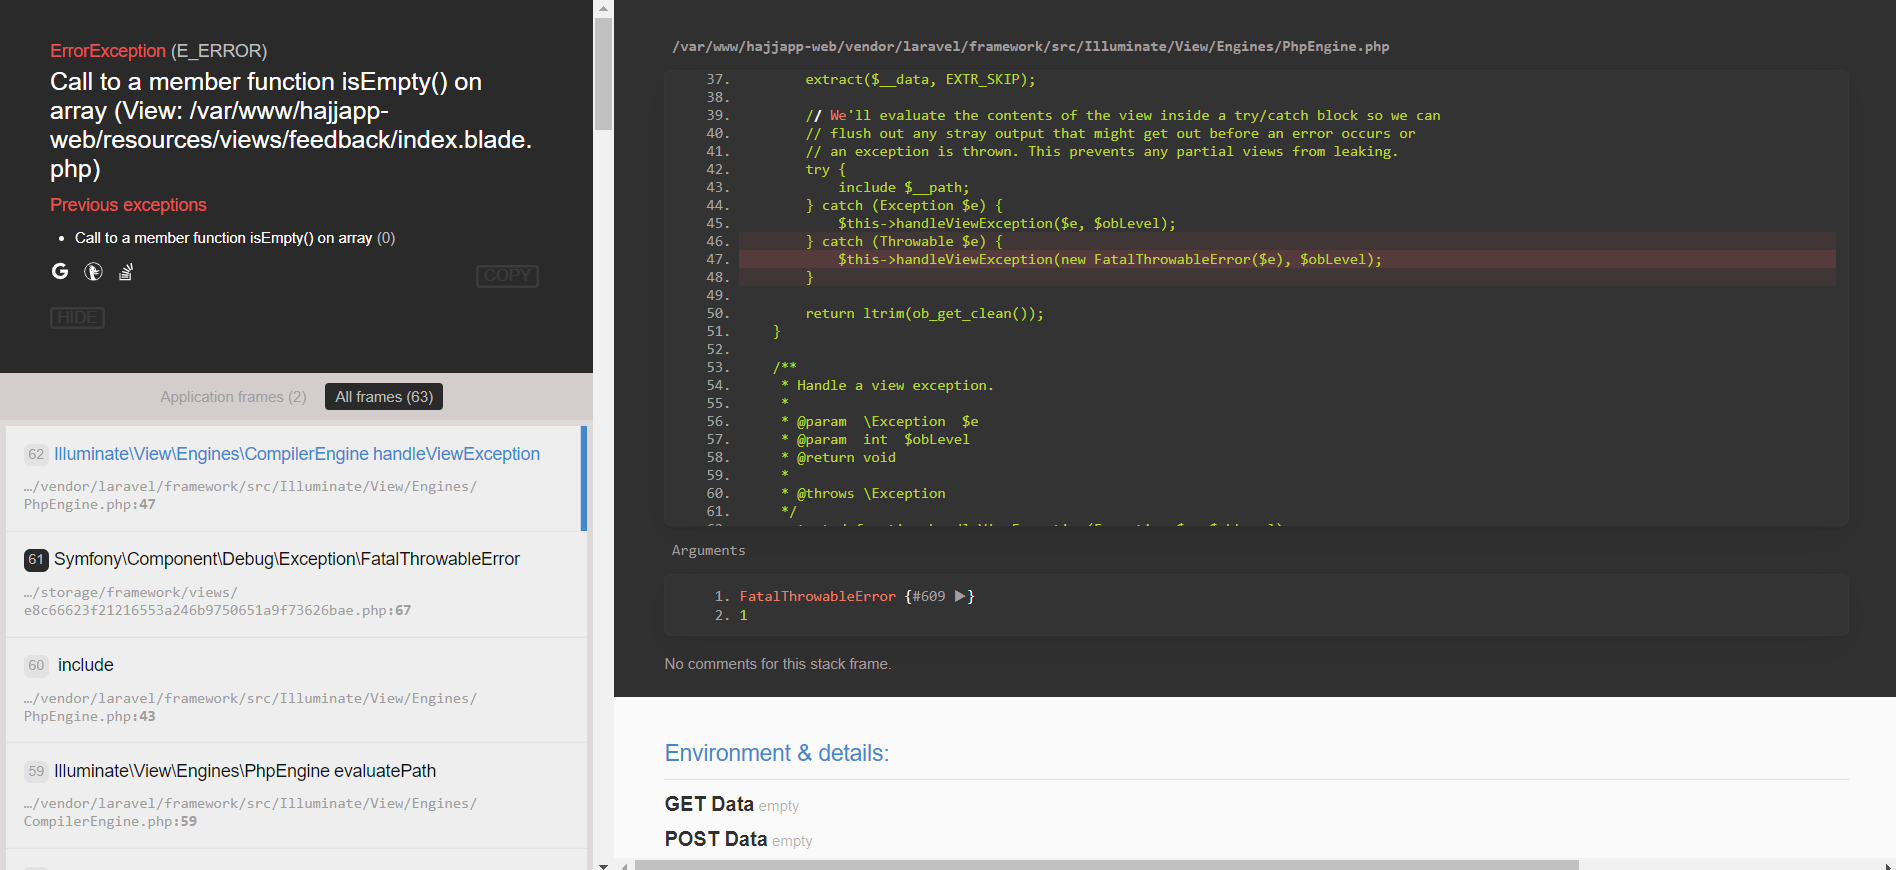 ErrorException (E_ERROR)
Call to a member function isEmpty() on
array (View: /var/www/hajjapp-
web/resources/views/feedback/index.blade.
php)
Previous exceptions
• Call to a member function isEmpty() on array (0)
COPY
HIDE
Application frames (2) All frames (63)
62 Illuminate\View\Engines\CompilerEngine handleViewException
…/vendor/laravel/framework/src/Illuminate/View/Engines/
PhpEngine.php:47
61 Symfony\Component\Debug\Exception\FatalThrowableError
…/storage/framework/views/
e8c66623f21216553a246b9750651a9f73626bae.php:67
60 include
…/vendor/laravel/framework/src/Illuminate/View/Engines/
PhpEngine.php:43
59 Illuminate\View\Engines\PhpEngine evaluatePath
…/vendor/laravel/framework/src/Illuminate/View/Engines/
CompilerEngine.php:59
/var/www/hajjapp-web/vendor/laravel/framework/src/Illuminate/View/Engines/PhpEngine.php
37. extract($__data, EXTR_SKIP);
38.
39. // We'll evaluate the contents of the view inside a try/catch block so we can
40. // flush out any stray output that might get out before an error occurs or
41. // an exception is thrown. This prevents any partial views from leaking.
42. try {
43. include $__path;
44. } catch (Exception $e) {
45. $this->handleViewException($e, $obLevel);
46. } catch (Throwable $e) {
47. $this->handleViewException(new FatalThrowableError($e), $obLevel);
48. }
49.
50. return ltrim(ob_get_clean());
51. }
52.
53. /**
54. * Handle a view exception.
55. *
56. * @param \Exception $e
57. * @param int $obLevel
58. * @return void
59. *
60. * @throws \Exception
61. */
Arguments
1. FatalThrowableError {#609 ▶}
2. 1
No comments for this stack frame.
Environment & details:
GET Data empty
POST Data empty